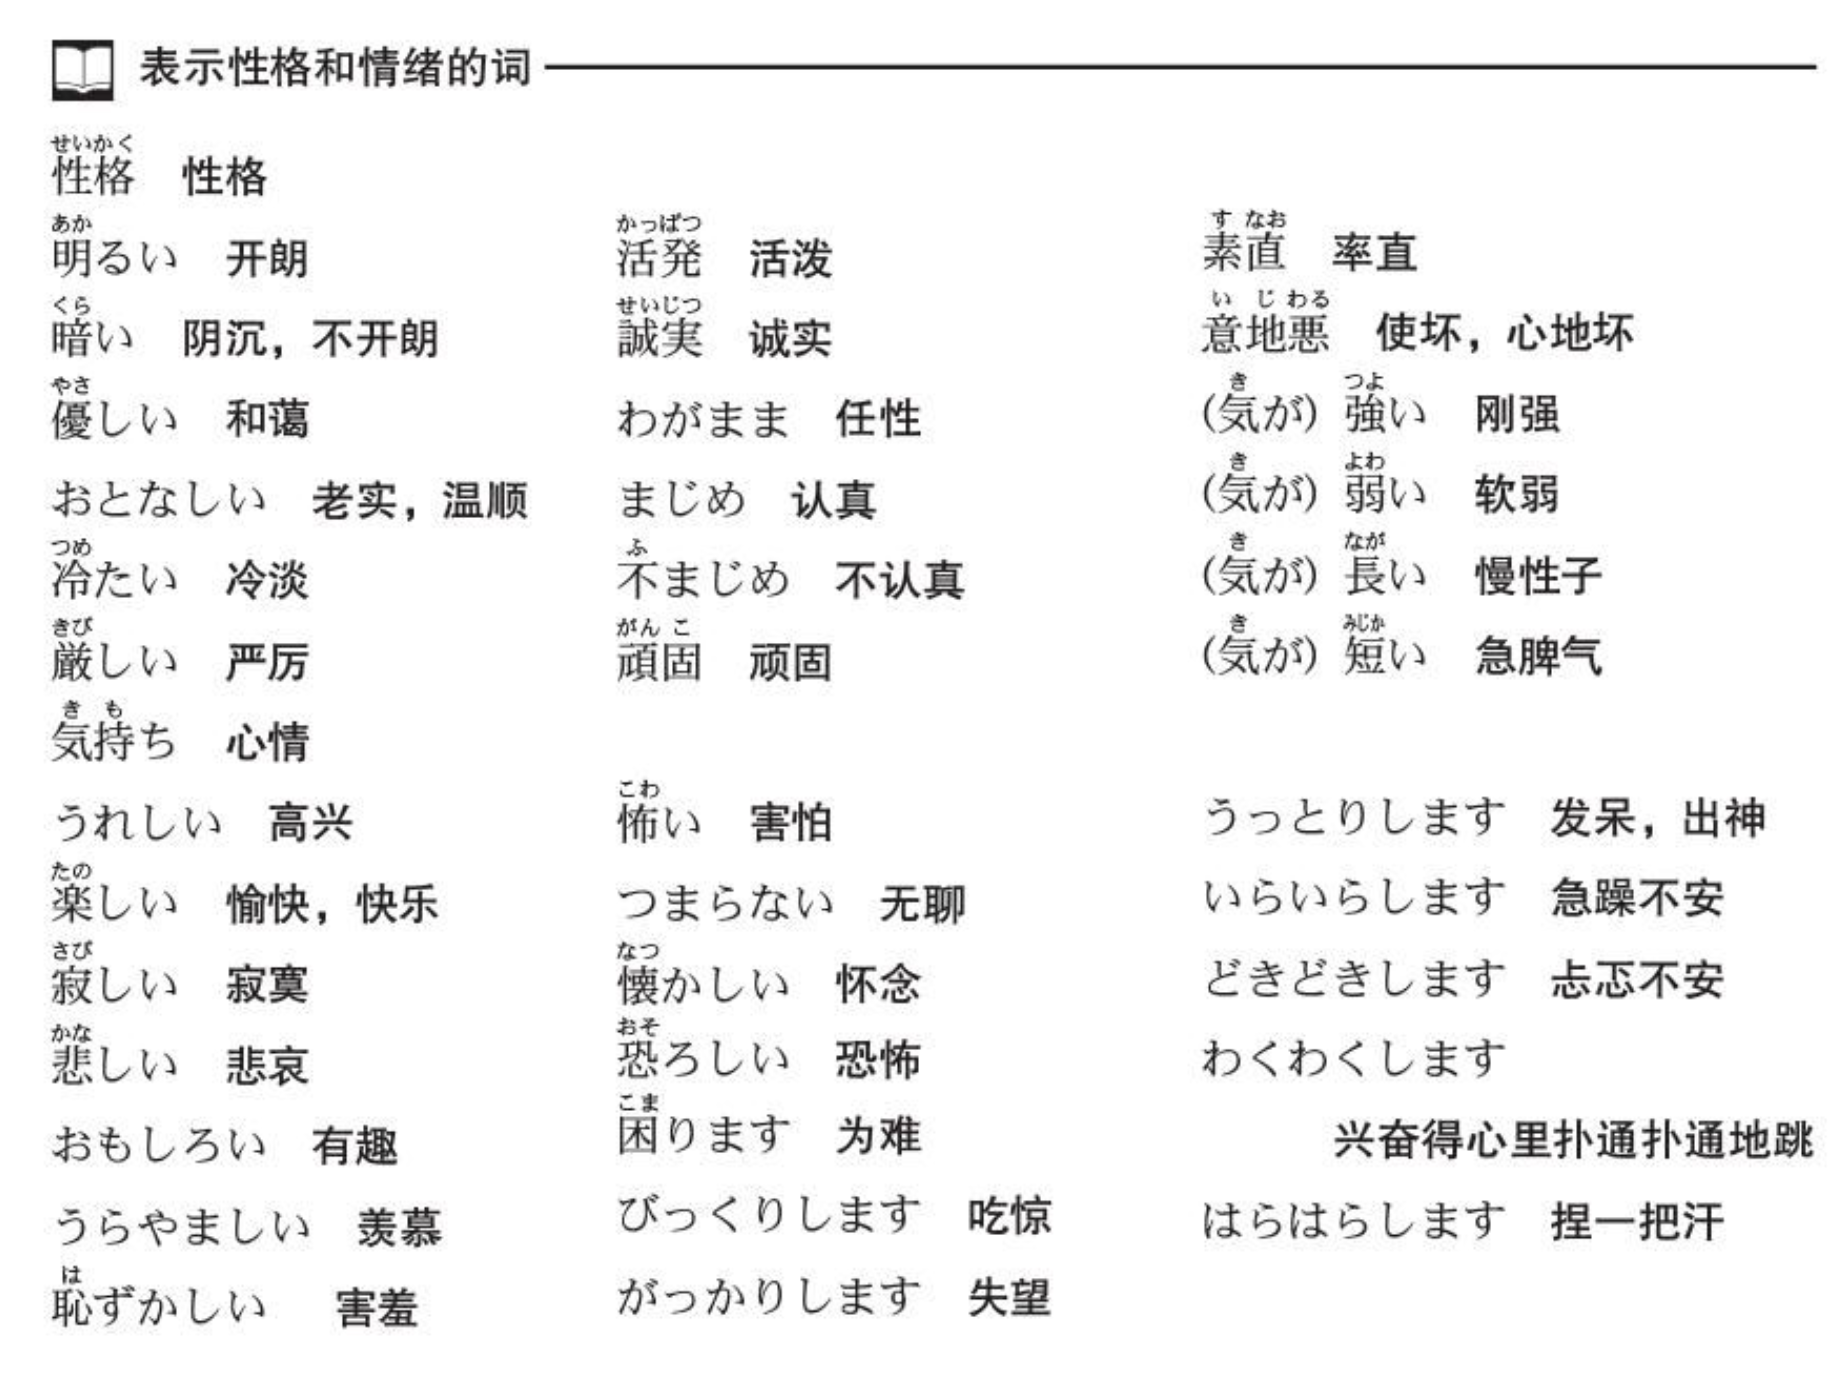 表示性格和情绪的词
せいかく
性格 性格
あか
明るい 开朗
くら
暗い 阴沉，不开朗
やさ
優しい 和蔼
おとなしい 老实，温顺
つめ
冷たい 冷淡
きび
厳しい 严厉
かっぱつ
活発 活泼
せいじつ
誠実 诚实
わがまま 任性
まじめ 认真
ふ
不まじめ 不认真
がんこ
頑固 顽固
すなお
素直 率直
いじわる
意地悪 使坏，心地坏
き つよ
(気が) 強い 刚强
き よわ
(気が) 弱い 软弱
き なが
(気が) 長い 慢性子
き みじか
(気が) 短い 急脾气
きも
気持ち 心情
うれしい 高兴
たの
楽しい 愉快，快乐
さび
寂しい 寂寞
かな
悲しい 悲哀
おもしろい 有趣
うらやましい 羡慕
は
恥ずかしい 害羞
こわ
怖い 害怕
つまらない 无聊
なつ
懐かしい 怀念
おそ
恐ろしい 恐怖
こま
困ります 为难
びっくりします 吃惊
がっかりします 失望
うっとりします 发呆，出神
いらいらします 急躁不安
どきどきします 忐忑不安
わくわくします
兴奋得心里扑通扑通地跳
はらはらします 捏一把汗